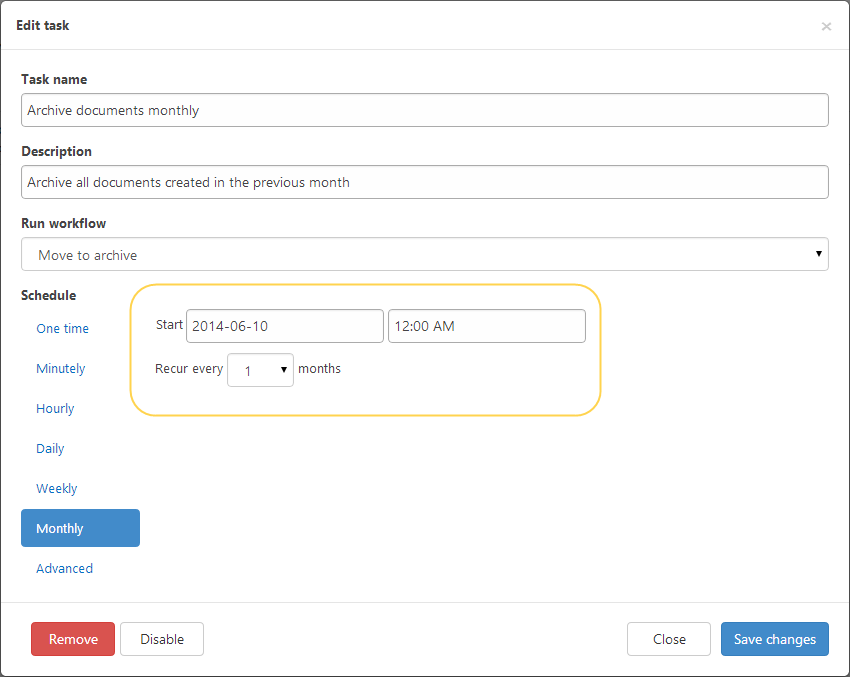 Edit task ×
Task name
Archive documents monthly
Description
Archive all documents created in the previous month
Run workflow
Move to archive
Schedule
Start 2014-06-10 12:00 AM
Recur every 1 months
One time
Minutely
Hourly
Daily
Weekly
Monthly
Advanced
Remove Disable Close Save changes